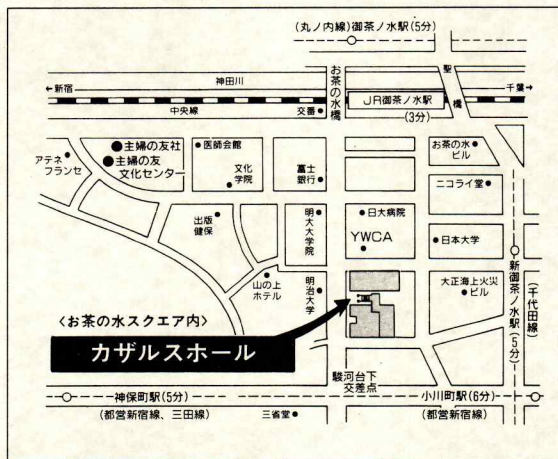 (丸ノ内線)御茶ノ水駅(5分)
←新宿
神田川
お茶の水橋
聖橋
千葉→
中央線
交番
JR御茶ノ水駅
(3分)
主婦の友社
主婦の友
文化センター
医師会館
文化
学院
富士
銀行
お茶の水
ビル
アテネ
フランセ
ニコライ堂
出版
健保
明大大学院
日大病院
YWCA
日本大学
新御茶ノ水駅(5分)
(千代田線)
山の上
ホテル
明治大学
大正海上火災
ビル
〈お茶の水スクエア内〉
カザルスホール
駿河台下
交差点
神保町駅(5分)
小川町駅(6分)
(都営新宿線、三田線)
三省堂
(都営新宿線)